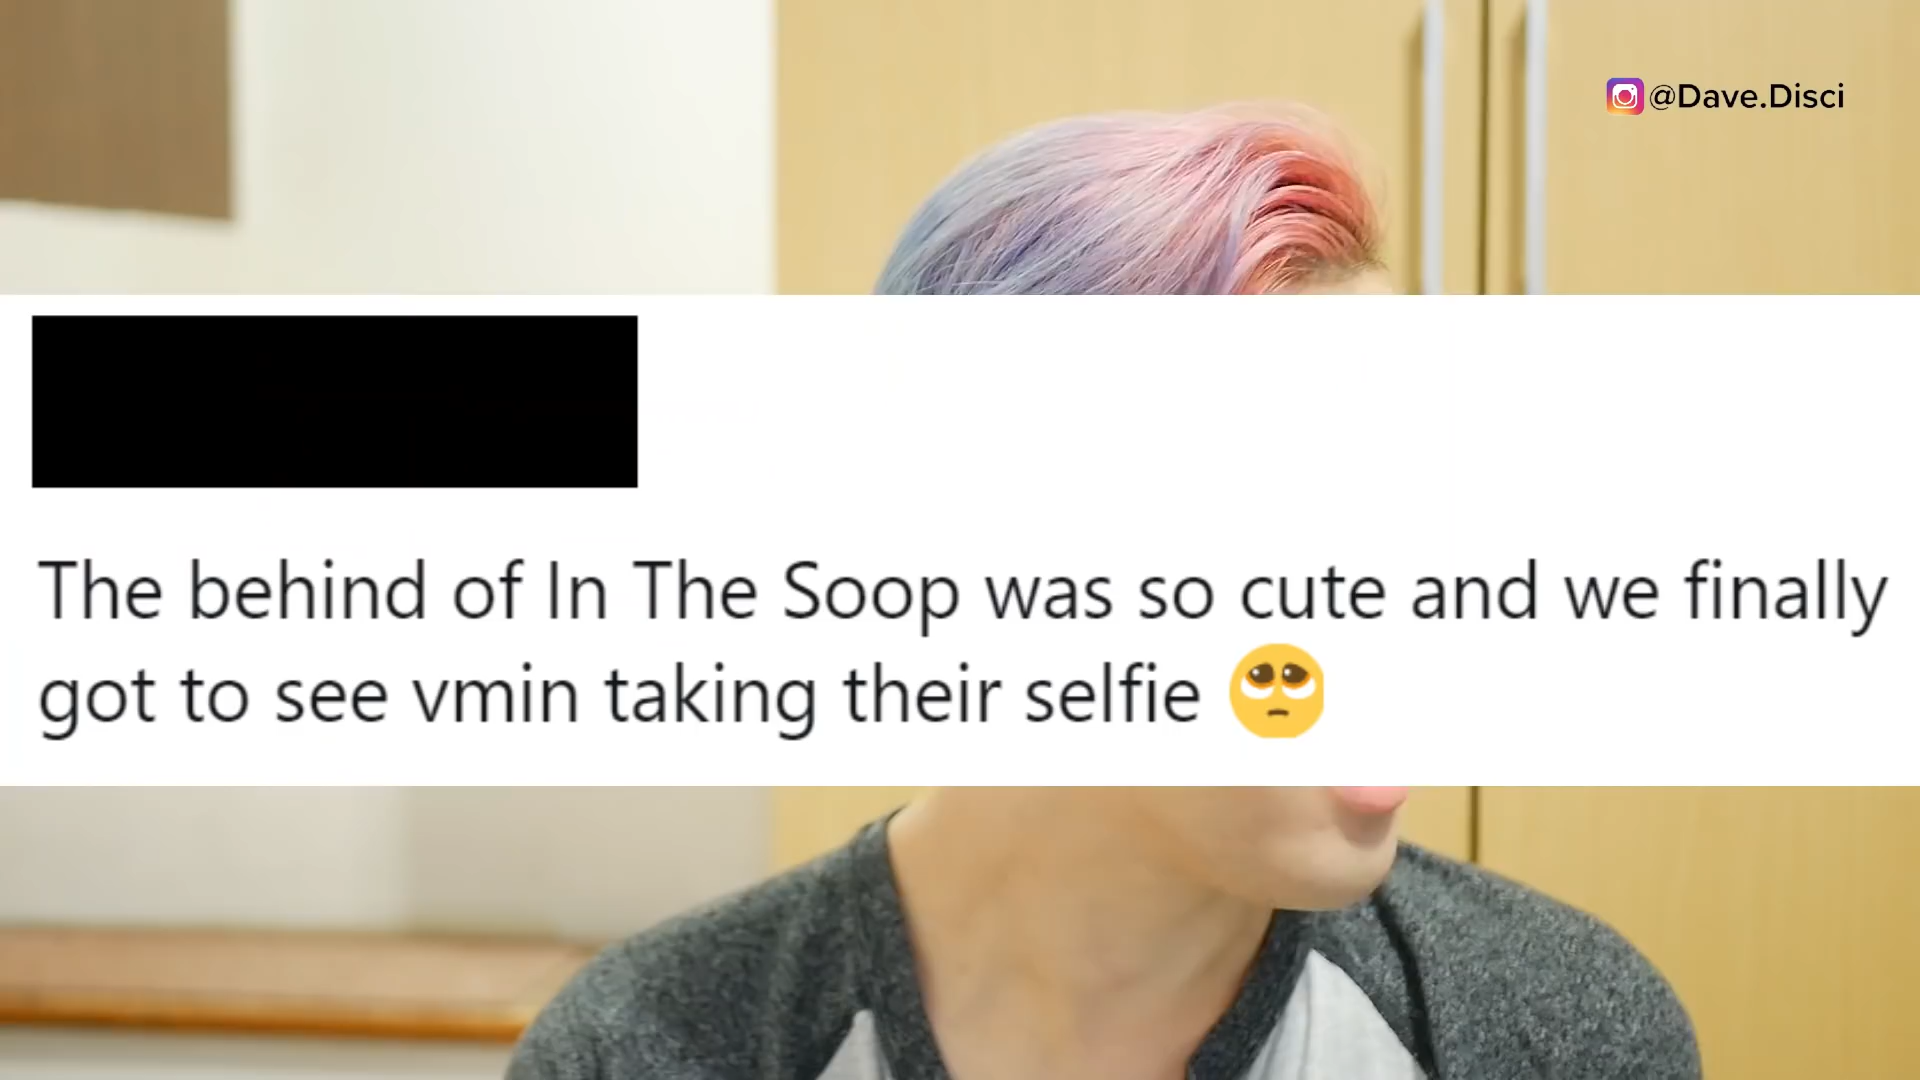 @Dave.Disci
The behind of In The Soop was so cute and we finally
got to see vmin taking their selfie 🥺